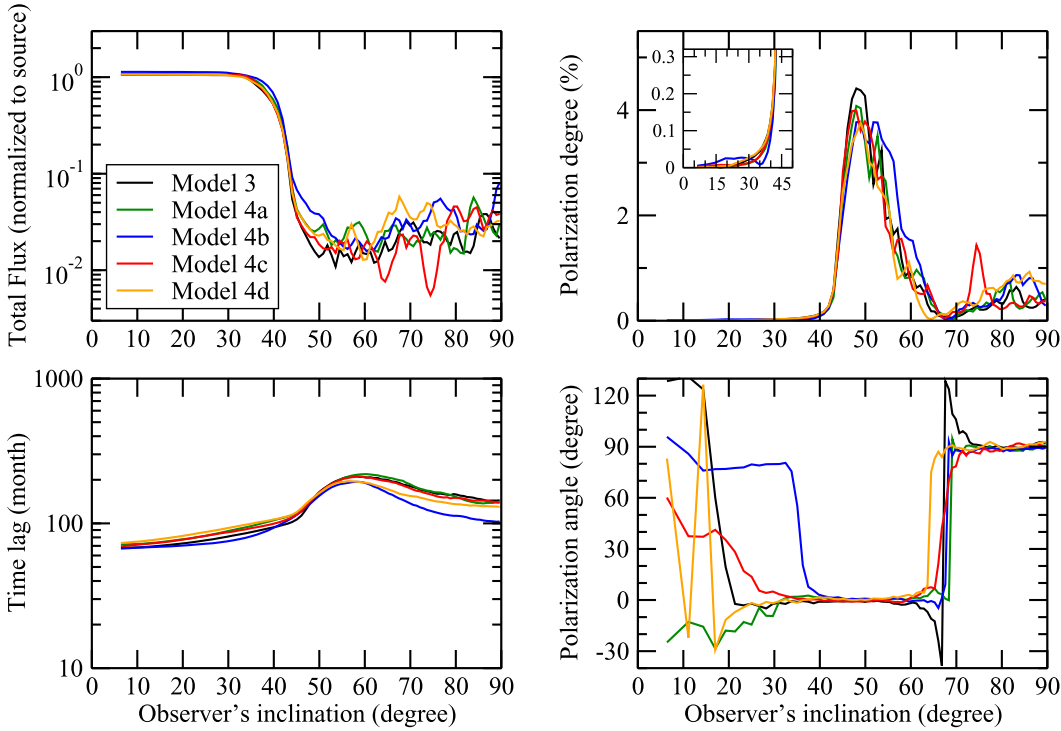 Total Flux (normalized to source)
10^0
10^-1
10^-2
Model 3
Model 4a
Model 4b
Model 4c
Model 4d
0 10 20 30 40 50 60 70 80 90
Polarization degree (%)
4
2
0
0.3
0.2
0.1
0
0 15 30 45
0 10 20 30 40 50 60 70 80 90
Time lag (month)
1000
100
10
0 10 20 30 40 50 60 70 80 90
Observer's inclination (degree)
Polarization angle (degree)
120
90
60
30
0
-30
0 10 20 30 40 50 60 70 80 90
Observer's inclination (degree)